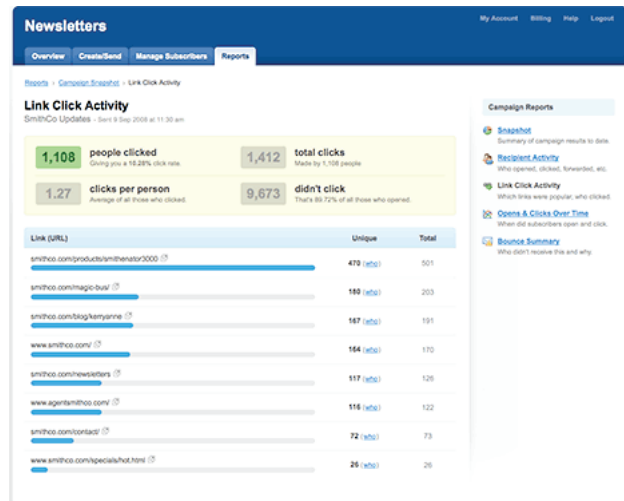 Newsletters
My Account Billing Help Logout
Overview Create/Send Manage Subscribers Reports
Reports › Campaign Snapshot › Link Click Activity
Link Click Activity
SmithCo Updates - Sent 9 Sep 2008 at 11:30 am
1,108 people clicked
Giving you a 10.28% click rate.
1,412 total clicks
Made by 1,108 people
1.27 clicks per person
Average of all those who clicked.
9,673 didn't click
That's 89.72% of all those who opened.
Link (URL) Unique Total
smithco.com/products/smithenator3000 470 (who) 501
smithco.com/magic-bus/ 180 (who) 203
smithco.com/blog/kerryanne 167 (who) 191
www.smithco.com/ 164 (who) 170
smithco.com/newsletters 117 (who) 126
www.agentsmithco.com/ 116 (who) 122
smithco.com/contact/ 72 (who) 73
www.smithco.com/specials/hot.html 26 (who) 26
Campaign Reports
Snapshot
Summary of campaign results to date.
Recipient Activity
Who opened, clicked, forwarded, etc.
Link Click Activity
Which links were popular, who clicked.
Opens & Clicks Over Time
When did subscribers open and click.
Bounce Summary
Who didn't receive this and why.